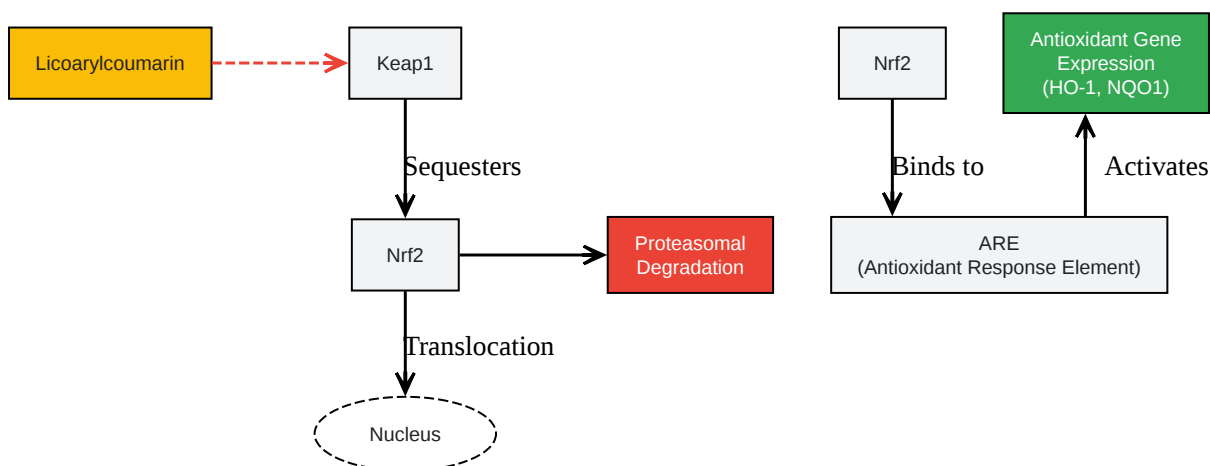 Licoarylcoumarin
Keap1
Sequesters
Nrf2
Proteasomal
Degradation
Translocation
Nucleus
Nrf2
Binds to
ARE
(Antioxidant Response Element)
Activates
Antioxidant Gene
Expression
(HO-1, NQO1)